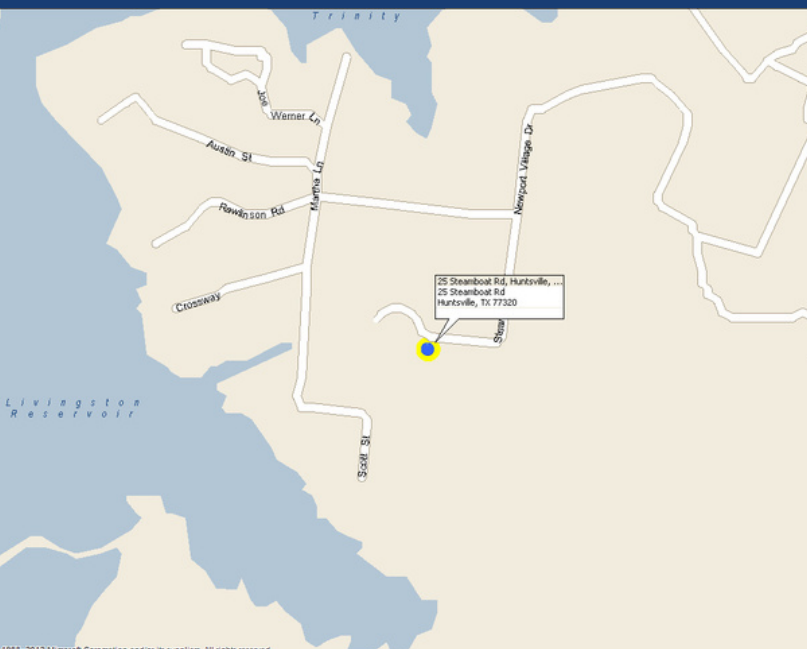 Trinity
Joe
Werner Ln
Austin St
Martha Ln
Newport Village Dr
Rawlinson Rd
25 Steamboat Rd, Huntsville, ...
25 Steamboat Rd
Huntsville, TX 77320
Crossway
Livingston
Reservoir
Scott St